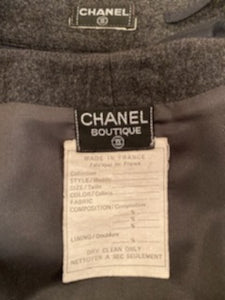 CHANEL
CHANEL
BOUTIQUE
MADE IN FRANCE
Fabriqué en France
Collection
STYLE/Modèle
SIZE/Taille
COLOR/Coloris
FABRIC
COMPOSITION/Composition
%
%
%
LINING/Doublure
%
DRY CLEAN ONLY
NETTOYER A SEC SEULEMENT